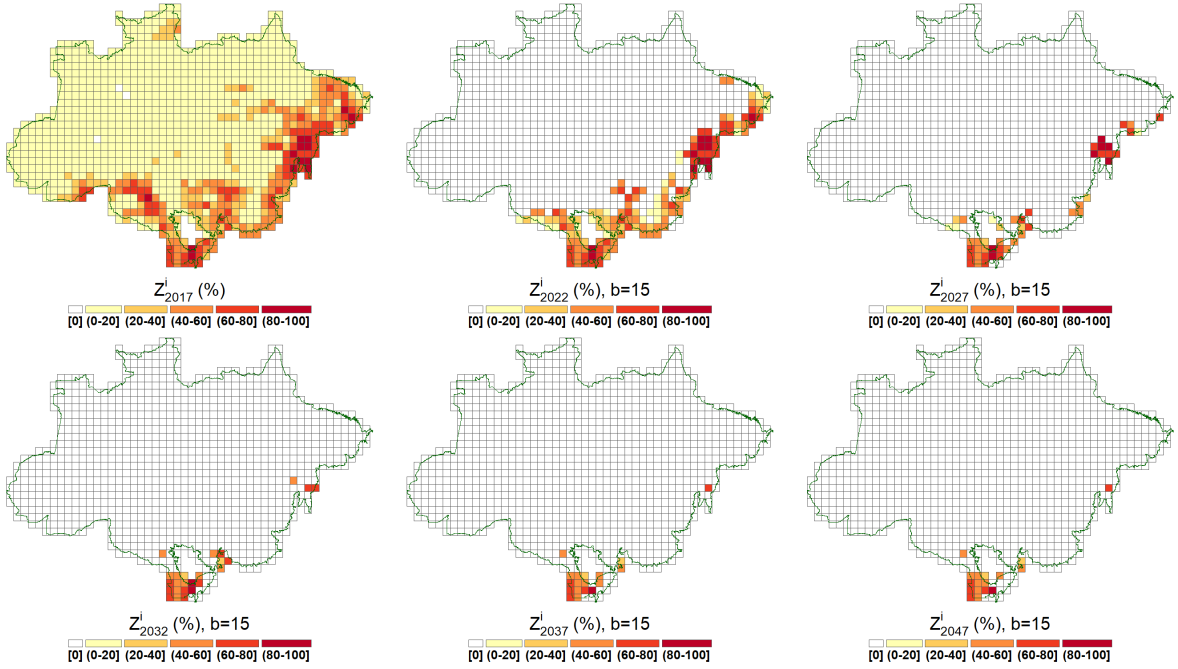 Z^i_2017 (%)
[0] (0-20] (20-40] (40-60] (60-80] (80-100]
Z^i_2022 (%), b=15
[0] (0-20] (20-40] (40-60] (60-80] (80-100]
Z^i_2027 (%), b=15
[0] (0-20] (20-40] (40-60] (60-80] (80-100]
Z^i_2032 (%), b=15
[0] (0-20] (20-40] (40-60] (60-80] (80-100]
Z^i_2037 (%), b=15
[0] (0-20] (20-40] (40-60] (60-80] (80-100]
Z^i_2047 (%), b=15
[0] (0-20] (20-40] (40-60] (60-80] (80-100]